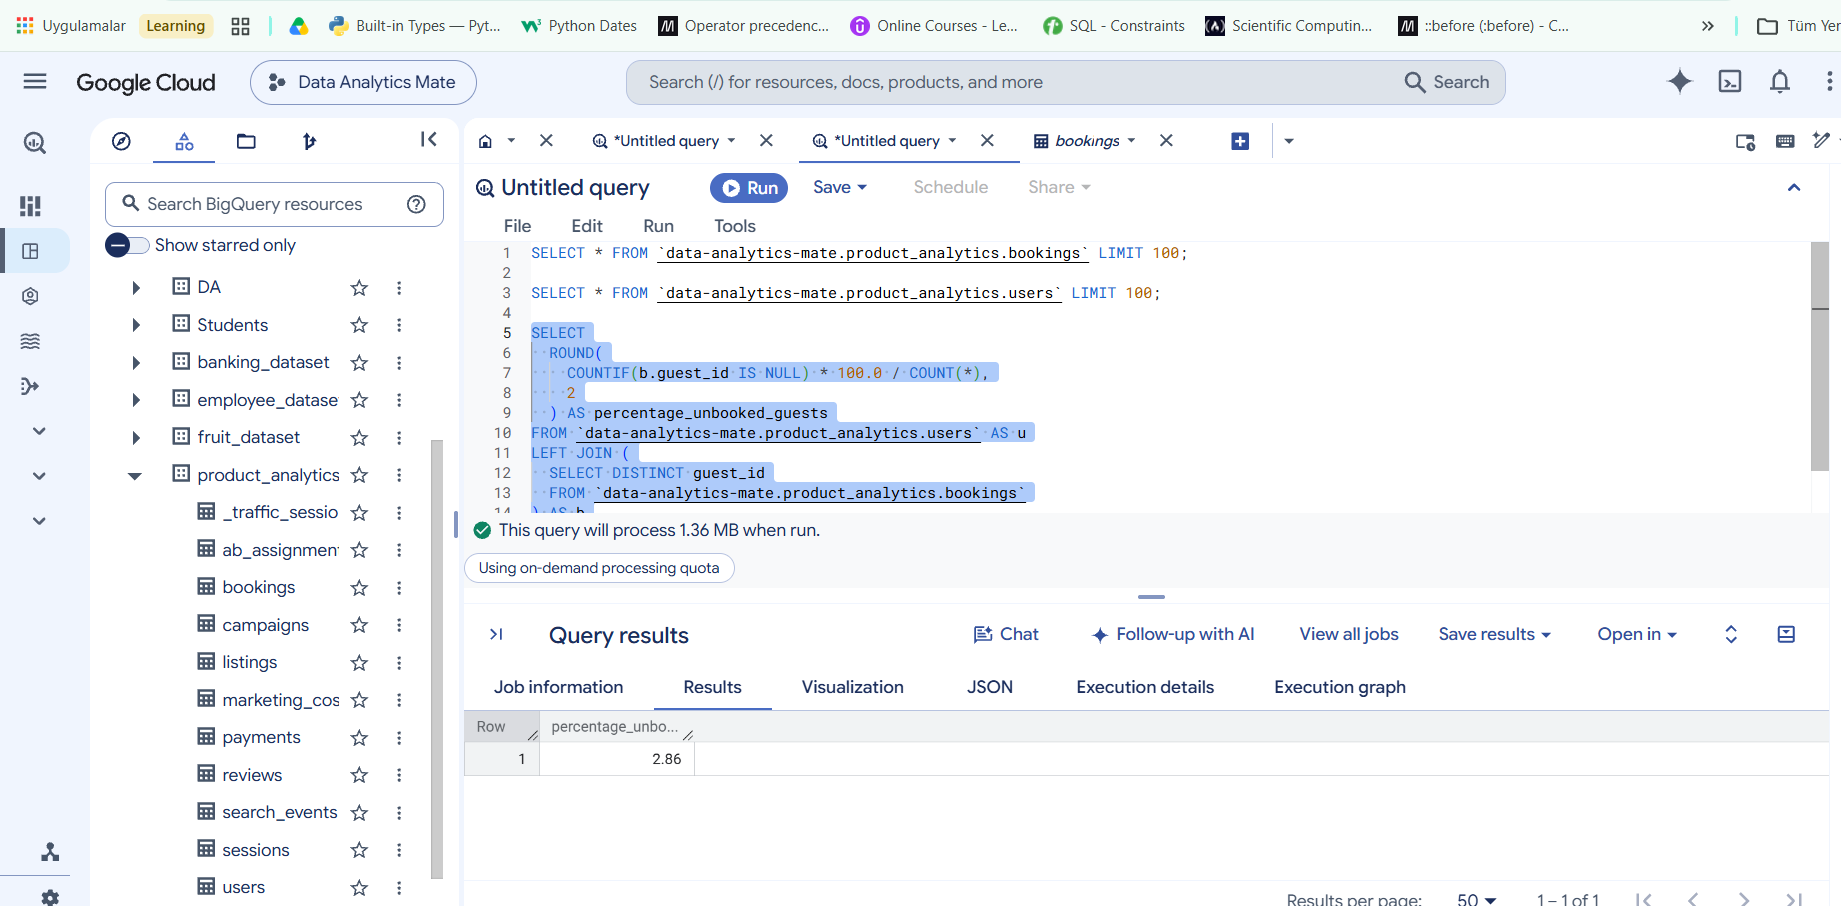 Uygulamalar
Learning
Built-in Types — Pyt...
Python Dates
Operator precedenc...
Online Courses - Le...
SQL - Constraints
Scientific Computin...
::before (:before) - C...
Tüm Yer
Google Cloud
Data Analytics Mate
Search (/) for resources, docs, products, and more
Search
*Untitled query
*Untitled query
bookings
Search BigQuery resources
Show starred only
DA
Students
banking_dataset
employee_datase
fruit_dataset
product_analytics
_traffic_sessio
ab_assignmen
bookings
campaigns
listings
marketing_cos
payments
reviews
search_events
sessions
users
Untitled query
Run
Save
Schedule
Share
File
Edit
Run
Tools
1 SELECT * FROM `data-analytics-mate.product_analytics.bookings` LIMIT 100;
2
3 SELECT * FROM `data-analytics-mate.product_analytics.users` LIMIT 100;
4
5 SELECT
6 ROUND(
7 COUNTIF(b.guest_id IS NULL) * 100.0 / COUNT(*),
8 2
9 ) AS percentage_unbooked_guests
10 FROM `data-analytics-mate.product_analytics.users` AS u
11 LEFT JOIN (
12 SELECT DISTINCT guest_id
13 FROM `data-analytics-mate.product_analytics.bookings`
14 ) AS b
This query will process 1.36 MB when run.
Using on-demand processing quota
Query results
Chat
Follow-up with AI
View all jobs
Save results
Open in
Job information
Results
Visualization
JSON
Execution details
Execution graph
Row
percentage_unbo...
1
2.86
Results per page:
50
1 – 1 of 1